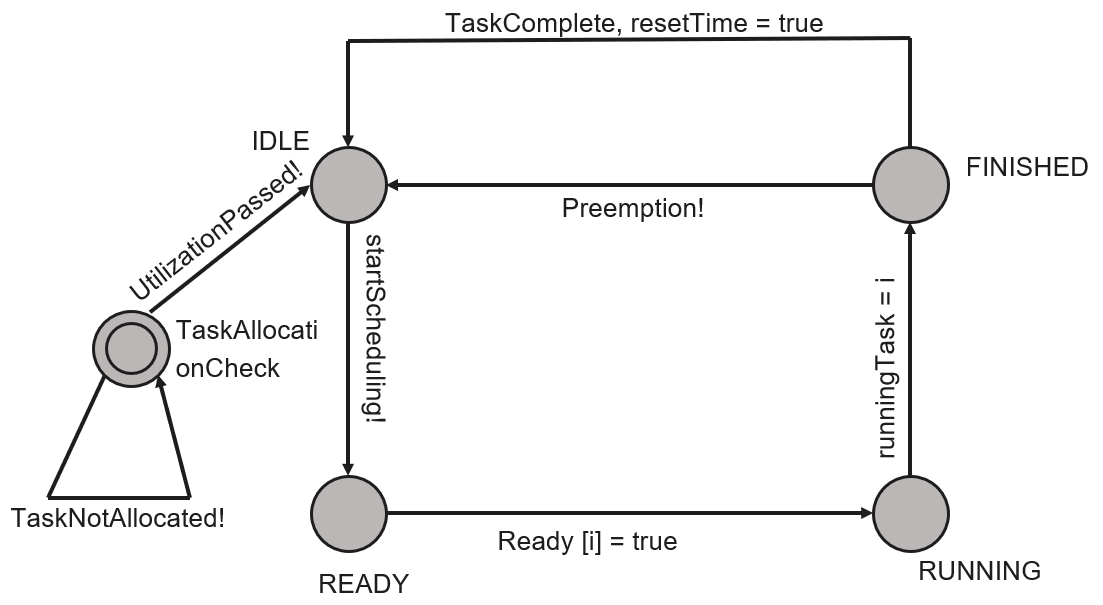 TaskComplete, resetTime = true
IDLE
FINISHED
UtilizationPassed!
Preemption!
startScheduling!
TaskAllocati
onCheck
runningTask = i
TaskNotAllocated!
Ready [i] = true
READY
RUNNING